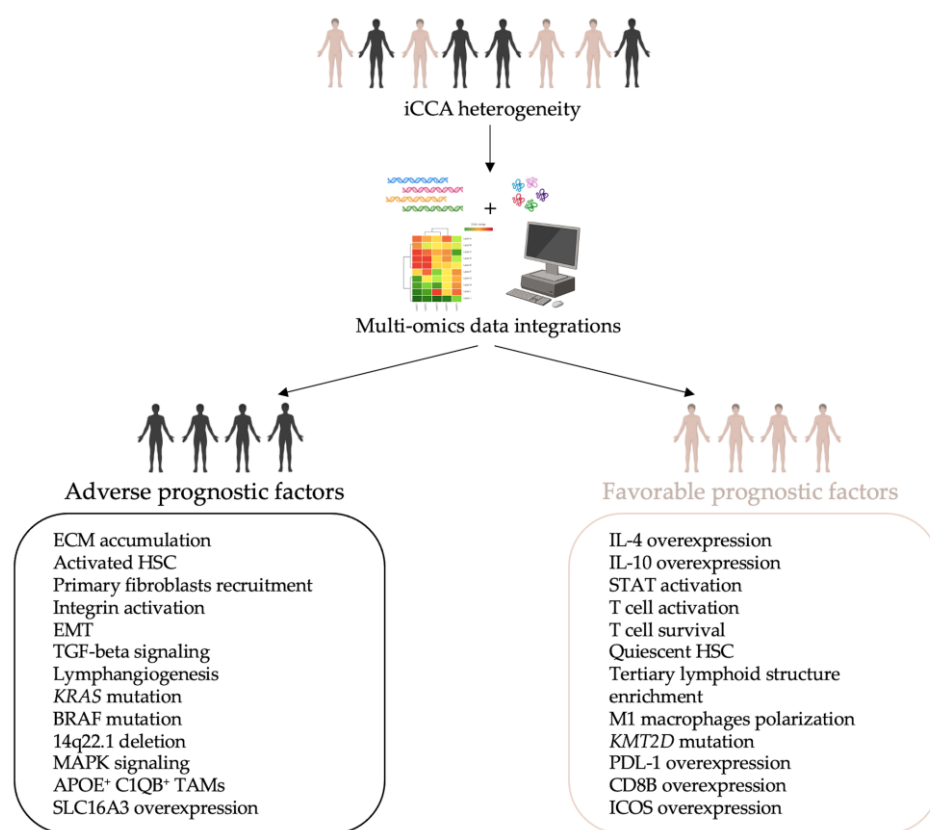 iCCA heterogeneity
+
Multi-omics data integrations
Adverse prognostic factors
ECM accumulation
Activated HSC
Primary fibroblasts recruitment
Integrin activation
EMT
TGF-beta signaling
Lymphangiogenesis
KRAS mutation
BRAF mutation
14q22.1 deletion
MAPK signaling
APOE⁺ C1QB⁺ TAMs
SLC16A3 overexpression
Favorable prognostic factors
IL-4 overexpression
IL-10 overexpression
STAT activation
T cell activation
T cell survival
Quiescent HSC
Tertiary lymphoid structure
enrichment
M1 macrophages polarization
KMT2D mutation
PDL-1 overexpression
CD8B overexpression
ICOS overexpression